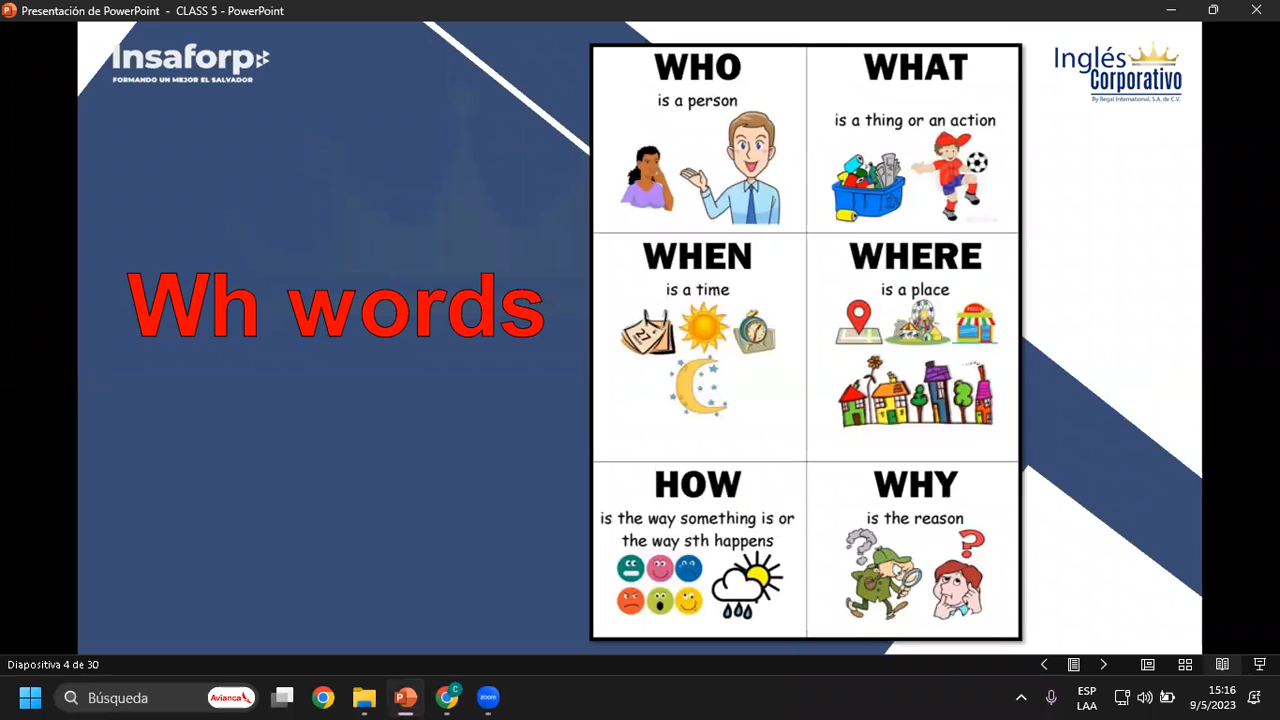 Presentación de PowerPoint - CLASS 5 - PowerPoint
Insaforp
FORMANDO UN MEJOR EL SALVADOR
Inglés
Corporativo
By Regal International, S.A. de C.V.
Wh words
WHO
is a person
WHAT
is a thing or an action
WHEN
is a time
27
WHERE
is a place
PIZZA
HOW
is the way something is or
the way sth happens
WHY
is the reason
Diapositiva 4 de 30
Búsqueda
Avianca
C
zoom
ESP
LAA
15:16
9/5/2023